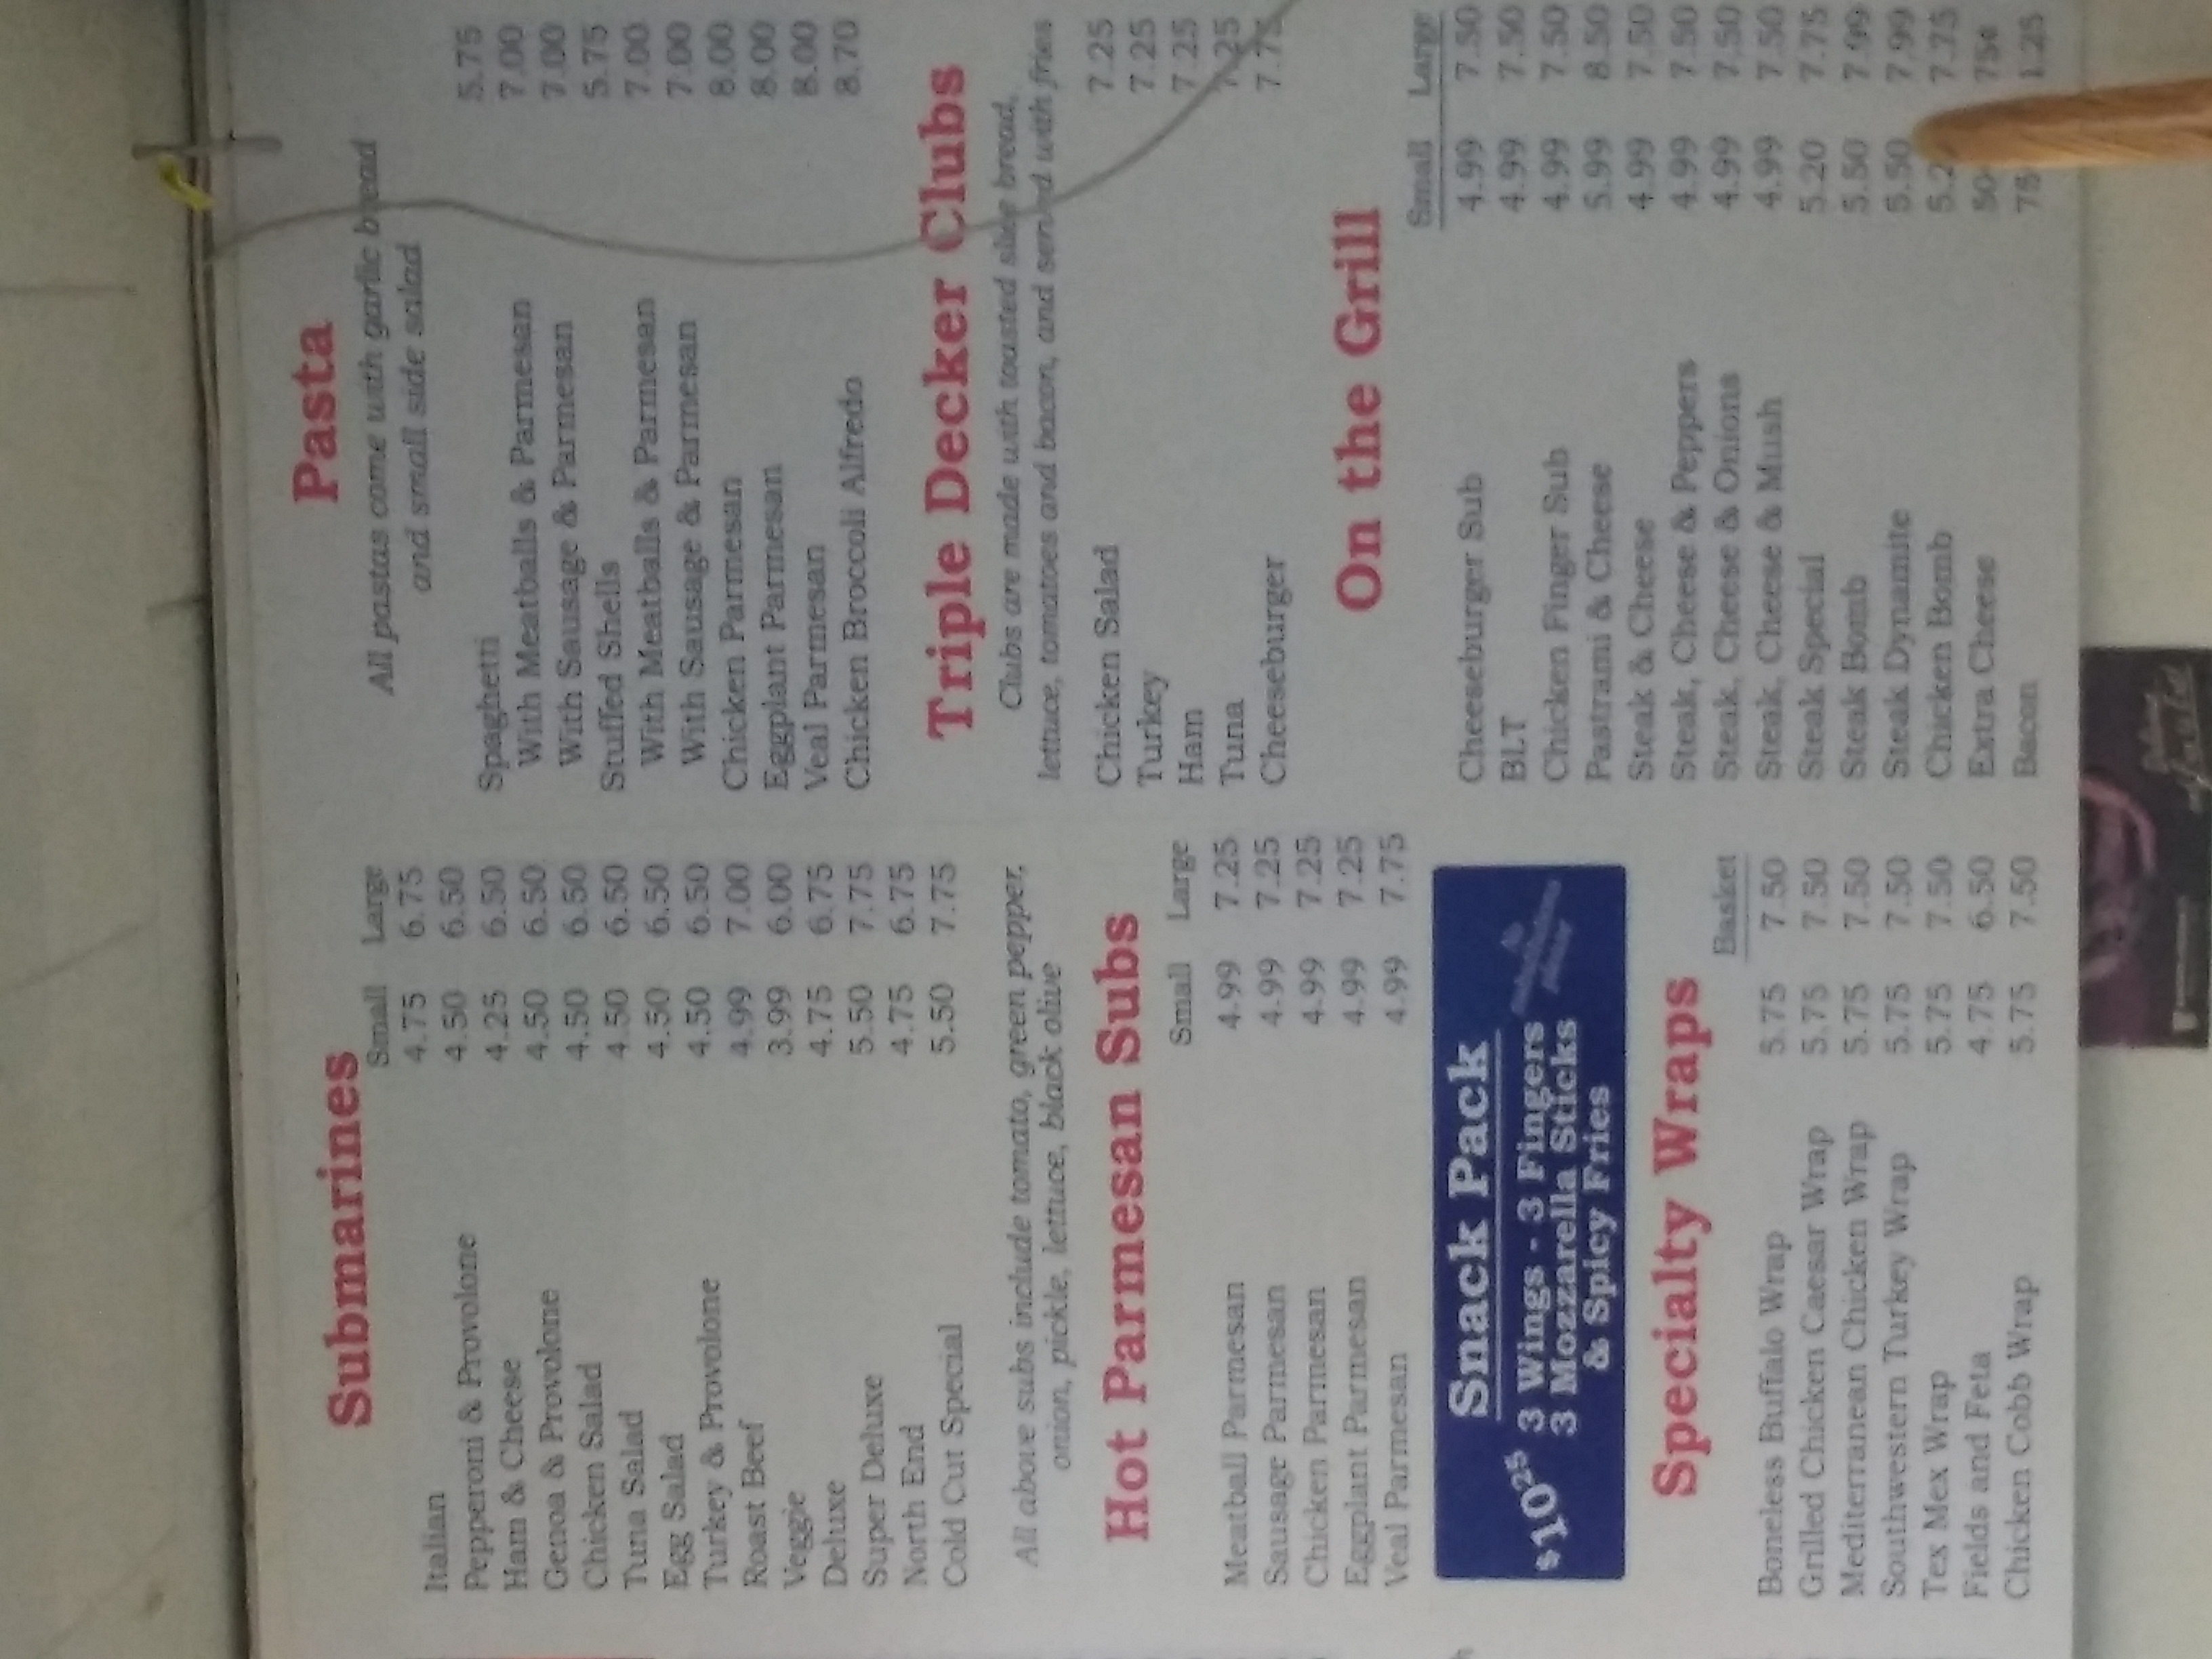 Submarines
Small Large
Italian 4.75 6.75
Pepperoni & Provolone 4.50 6.50
Ham & Cheese 4.25 6.50
Genoa & Provolone 4.50 6.50
Chicken Salad 4.50 6.50
Tuna Salad 4.50 6.50
Egg Salad 4.50 6.50
Turkey & Provolone 4.50 6.50
Roast Beef 4.99 7.00
Veggie 3.99 6.00
Deluxe 4.75 6.75
Super Deluxe 5.50 7.75
North End 4.75 6.75
Cold Cut Special 5.50 7.75
All above subs include tomato, green pepper,
onion, pickle, lettuce, black olive
Hot Parmesan Subs
Small Large
Meatball Parmesan 4.99 7.25
Sausage Parmesan 4.99 7.25
Chicken Parmesan 4.99 7.25
Eggplant Parmesan 4.99 7.25
Veal Parmesan 4.99 7.75
Snack Pack
$10.25 3 Wings - 3 Fingers
3 Mozzarella Sticks
& Spicy Fries
No
Substitutions
Please
Specialty Wraps
Basket
Boneless Buffalo Wrap 5.75 7.50
Grilled Chicken Caesar Wrap 5.75 7.50
Mediterranean Chicken Wrap 5.75 7.50
Southwestern Turkey Wrap 5.75 7.50
Tex Mex Wrap 5.75 7.50
Fields and Feta 4.75 6.50
Chicken Cobb Wrap 5.75 7.50
Pasta
All pastas come with garlic bread
and small side salad
Spaghetti 5.75
With Meatballs & Parmesan 7.00
With Sausage & Parmesan 7.00
Stuffed Shells 5.75
With Meatballs & Parmesan 7.00
With Sausage & Parmesan 7.00
Chicken Parmesan 8.00
Eggplant Parmesan 8.00
Veal Parmesan 8.00
Chicken Broccoli Alfredo 8.70
Triple Decker Clubs
Clubs are made with toasted slice bread,
lettuce, tomatoes and bacon, and served with fries
Chicken Salad 7.25
Turkey 7.25
Ham 7.25
Tuna 7.25
Cheeseburger 7.75
On the Grill
Small Large
Cheeseburger Sub 4.99 7.50
BLT 4.99 7.50
Chicken Finger Sub 4.99 7.50
Pastrami & Cheese 5.99 8.50
Steak & Cheese 4.99 7.50
Steak, Cheese & Peppers 4.99 7.50
Steak, Cheese & Onions 4.99 7.50
Steak, Cheese & Mush 4.99 7.50
Steak Special 5.20 7.75
Steak Bomb 5.50 7.99
Steak Dynamite 5.50 7.99
Chicken Bomb 5.2 7.75
Extra Cheese 50 75¢
Bacon 75 1.25